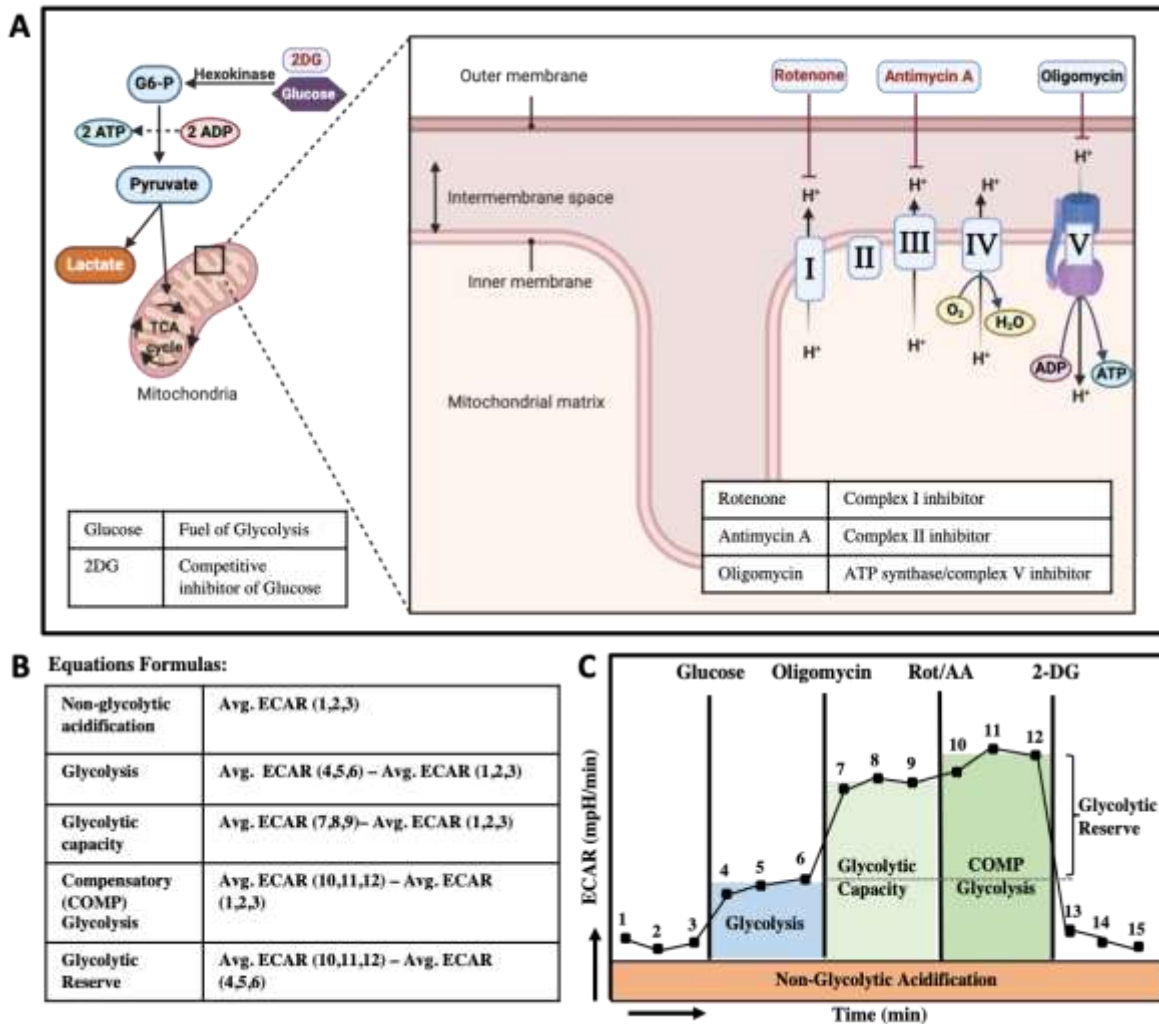 A
2DG
Hexokinase
G6-P
Glucose
2 ATP
2 ADP
Pyruvate
Lactate
TCA
cycle
Mitochondria
Glucose
Fuel of Glycolysis
2DG
Competitive
inhibitor of Glucose
Outer membrane
Rotenone
Antimycin A
Oligomycin
Intermembrane space
H⁺
H⁺
H⁺
H⁺
I
II
III
IV
V
Inner membrane
O₂
H₂O
H⁺
H⁺
H⁺
ADP
ATP
H⁺
Mitochondrial matrix
Rotenone
Complex I inhibitor
Antimycin A
Complex II inhibitor
Oligomycin
ATP synthase/complex V inhibitor
B
Equations Formulas:
Non-glycolytic
acidification
Avg. ECAR (1,2,3)
Glycolysis
Avg. ECAR (4,5,6) – Avg. ECAR (1,2,3)
Glycolytic
capacity
Avg. ECAR (7,8,9)– Avg. ECAR (1,2,3)
Compensatory
(COMP)
Glycolysis
Avg. ECAR (10,11,12) – Avg. ECAR
(1,2,3)
Glycolytic
Reserve
Avg. ECAR (10,11,12) – Avg. ECAR
(4,5,6)
C
Glucose
Oligomycin
Rot/AA
2-DG
ECAR (mpH/min)
1
2
3
4
5
6
7
8
9
10
11
12
13
14
15
Glycolysis
Glycolytic
Capacity
COMP
Glycolysis
Glycolytic
Reserve
Non-Glycolytic Acidification
Time (min)